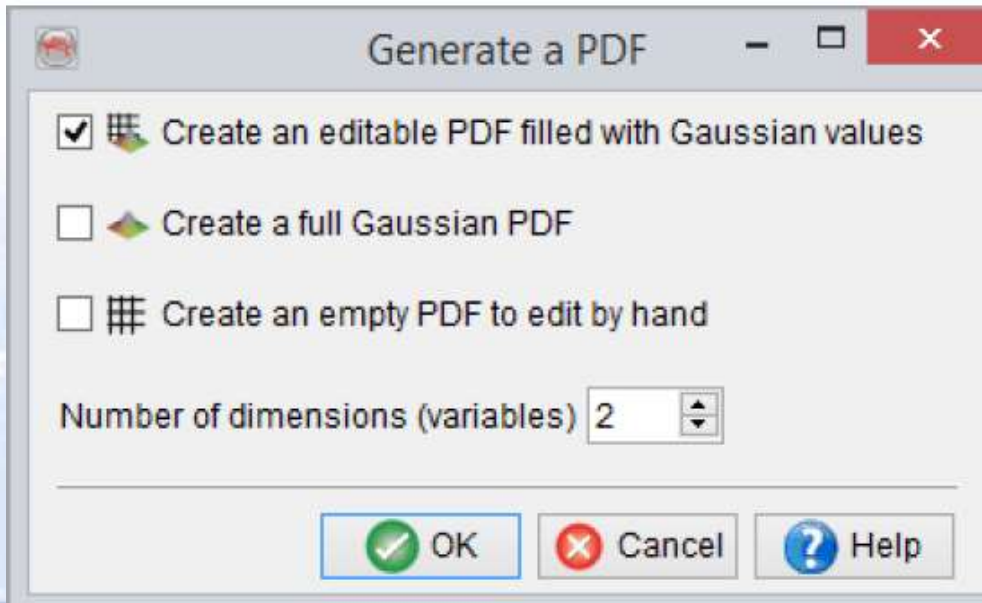 Generate a PDF
Create an editable PDF filled with Gaussian values
Create a full Gaussian PDF
Create an empty PDF to edit by hand
Number of dimensions (variables) 2
OK Cancel Help